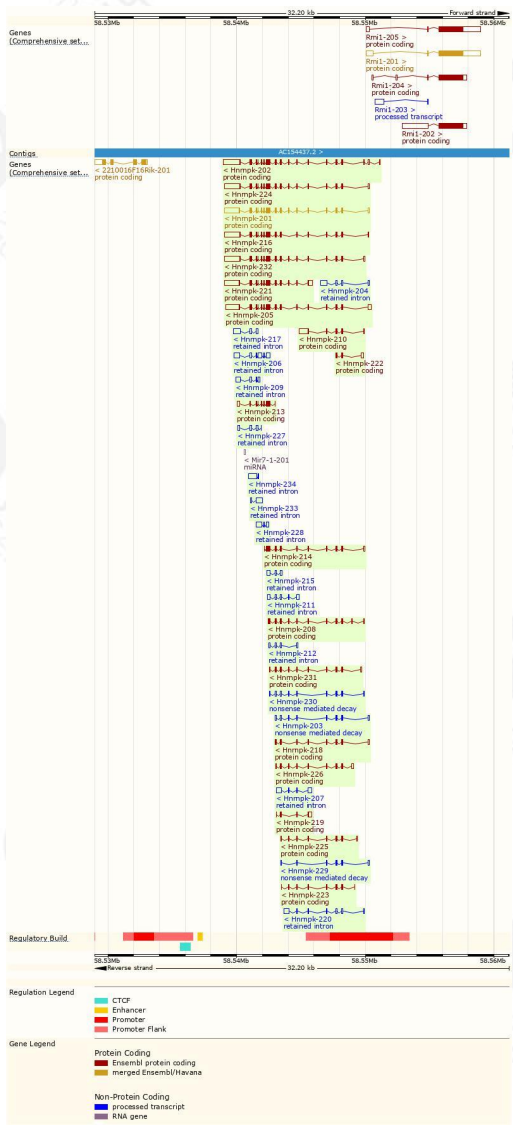 58.53Mb 58.54Mb 32.20 kb 58.55Mb Forward strand 58.56Mb
Genes
(Comprehensive set...
Rmi1-205 >
protein coding
Rmi1-201 >
protein coding
Rmi1-204 >
protein coding
Rmi1-203 >
processed transcript
Rmi1-202 >
protein coding
Contigs AC154437.2 >
Genes
(Comprehensive set...
< 2210016F16Rik-201
protein coding
< Hnrnpk-202
protein coding
< Hnrnpk-224
protein coding
< Hnrnpk-201
protein coding
< Hnrnpk-216
protein coding
< Hnrnpk-232
protein coding
< Hnrnpk-221 < Hnrnpk-204
protein coding retained intron
< Hnrnpk-205
protein coding
< Hnrnpk-217 < Hnrnpk-210
retained intron protein coding
< Hnrnpk-206 < Hnrnpk-222
retained intron protein coding
< Hnrnpk-209
retained intron
< Hnrnpk-213
protein coding
< Hnrnpk-227
retained intron
< Mir7-1-201
miRNA
< Hnrnpk-234
retained intron
< Hnrnpk-233
retained intron
< Hnrnpk-228
retained intron
< Hnrnpk-214
protein coding
< Hnrnpk-215
retained intron
< Hnrnpk-211
retained intron
< Hnrnpk-208
protein coding
< Hnrnpk-212
retained intron
< Hnrnpk-231
protein coding
< Hnrnpk-230
nonsense mediated decay
< Hnrnpk-203
nonsense mediated decay
< Hnrnpk-218
protein coding
< Hnrnpk-226
protein coding
< Hnrnpk-207
retained intron
< Hnrnpk-219
protein coding
< Hnrnpk-225
protein coding
< Hnrnpk-229
nonsense mediated decay
< Hnrnpk-223
protein coding
< Hnrnpk-220
retained intron
Regulatory Build
58.53Mb 58.54Mb 58.55Mb 58.56Mb
Reverse strand 32.20 kb
Regulation Legend
CTCF
Enhancer
Promoter
Promoter Flank
Gene Legend
Protein Coding
Ensembl protein coding
merged Ensembl/Havana
Non-Protein Coding
processed transcript
RNA gene